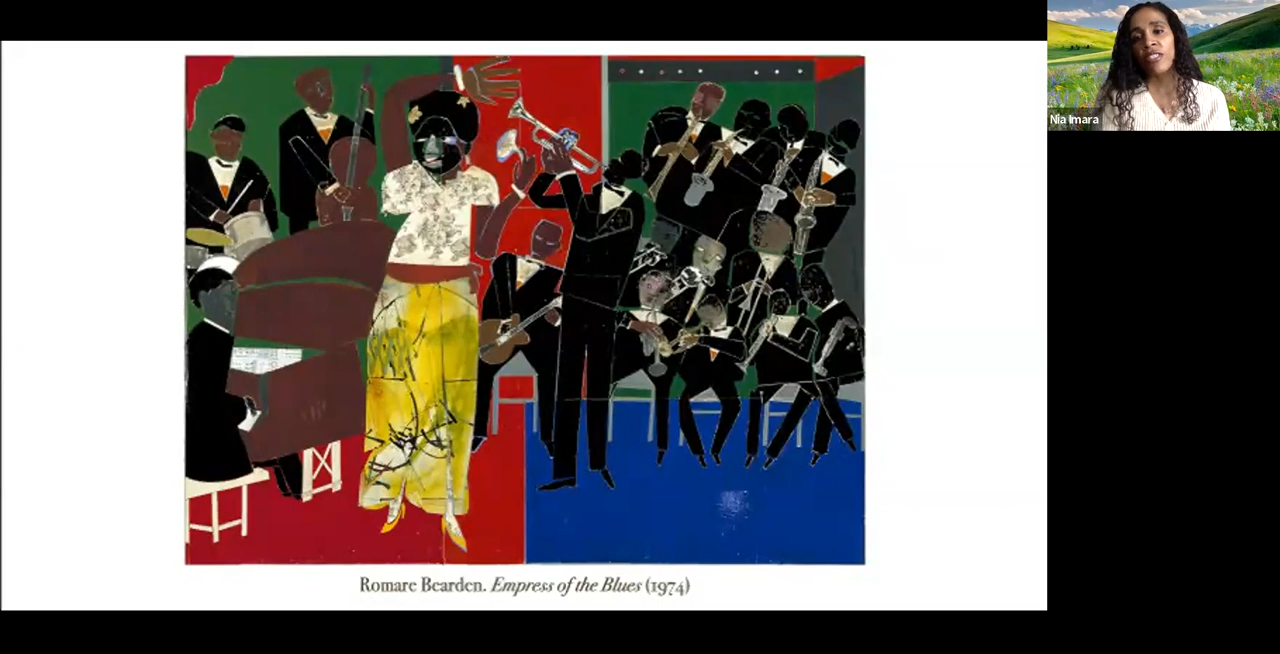 Nia Imara
Romare Bearden. Empress of the Blues (1974)